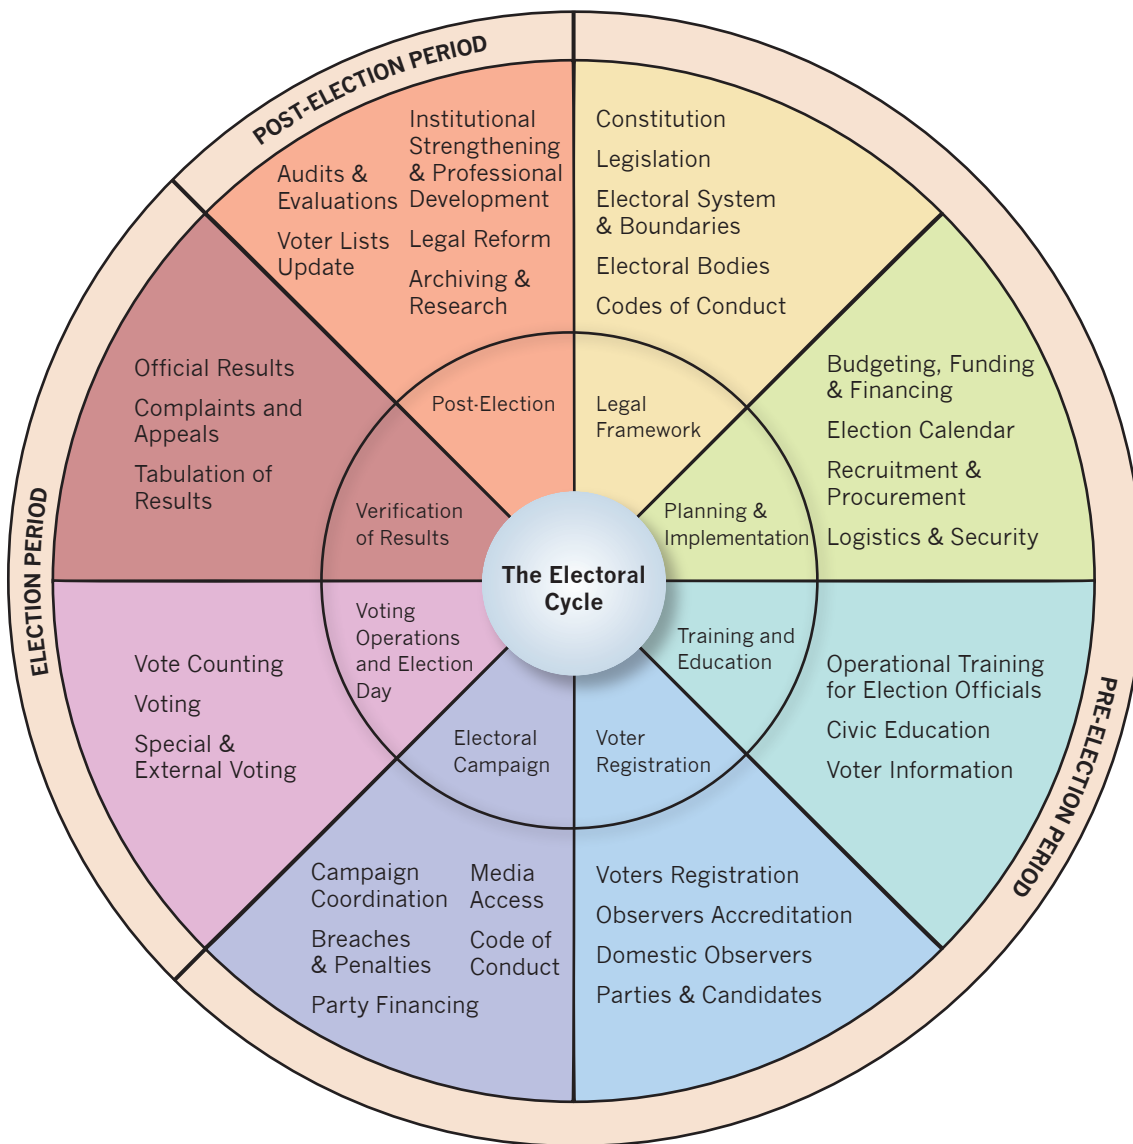 POST-ELECTION PERIOD
Institutional
Strengthening
& Professional
Development
Legal Reform
Archiving &
Research
Audits &
Evaluations
Voter Lists
Update
Post-Election
Constitution
Legislation
Electoral System
& Boundaries
Electoral Bodies
Codes of Conduct
Legal
Framework
Budgeting, Funding
& Financing
Election Calendar
Recruitment &
Procurement
Logistics & Security
Planning &
Implementation
PRE-ELECTION PERIOD
Operational Training
for Election Officials
Civic Education
Voter Information
Training and
Education
Voters Registration
Observers Accreditation
Domestic Observers
Parties & Candidates
Voter
Registration
Campaign
Coordination
Breaches
& Penalties
Party Financing
Media
Access
Code of
Conduct
Electoral
Campaign
ELECTION PERIOD
Vote Counting
Voting
Special &
External Voting
Voting
Operations
and Election
Day
Official Results
Complaints and
Appeals
Tabulation of
Results
Verification
of Results
The Electoral
Cycle